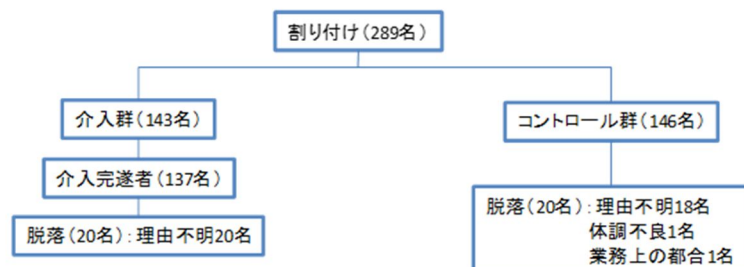 割り付け(289名)
介入群(143名)
コントロール群(146名)
介入完遂者(137名)
脱落(20名):理由不明20名
脱落(20名):理由不明18名
体調不良1名
業務上の都合1名